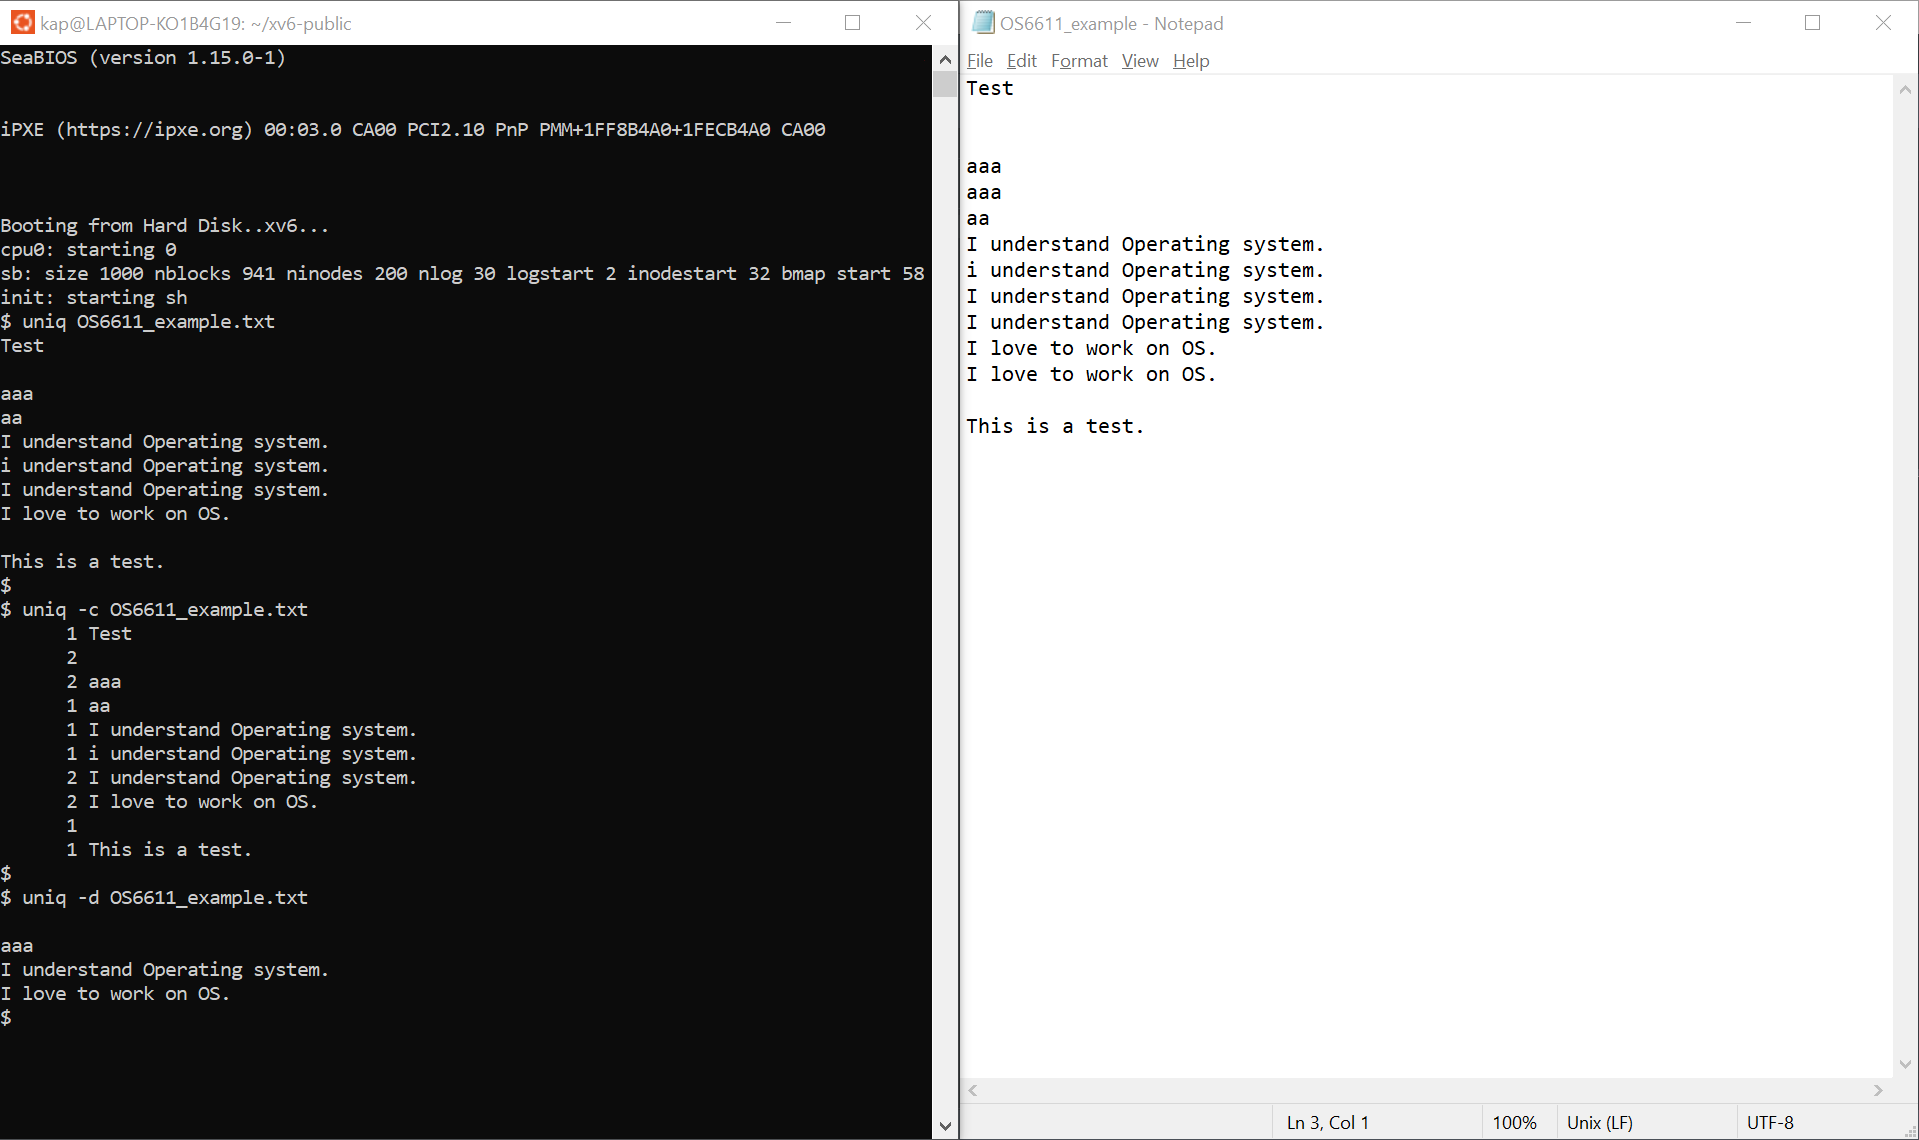 kap@LAPTOP-KO1B4G19: ~/xv6-public
SeaBIOS (version 1.15.0-1)
iPXE (https://ipxe.org) 00:03.0 CA00 PCI2.10 PnP PMM+1FF8B4A0+1FECB4A0 CA00
Booting from Hard Disk..xv6...
cpu0: starting 0
sb: size 1000 nblocks 941 ninodes 200 nlog 30 logstart 2 inodestart 32 bmap start 58
init: starting sh
$ uniq OS6611_example.txt
Test
aaa
aa
I understand Operating system.
i understand Operating system.
I understand Operating system.
I love to work on OS.
This is a test.
$
$ uniq -c OS6611_example.txt
1 Test
2
2 aaa
1 aa
1 I understand Operating system.
1 i understand Operating system.
2 I understand Operating system.
2 I love to work on OS.
1
1 This is a test.
$
$ uniq -d OS6611_example.txt
aaa
I understand Operating system.
I love to work on OS.
$
OS6611_example - Notepad
File Edit Format View Help
Test
aaa
aaa
aa
I understand Operating system.
i understand Operating system.
I understand Operating system.
I understand Operating system.
I love to work on OS.
I love to work on OS.
This is a test.
Ln 3, Col 1 100% Unix (LF) UTF-8